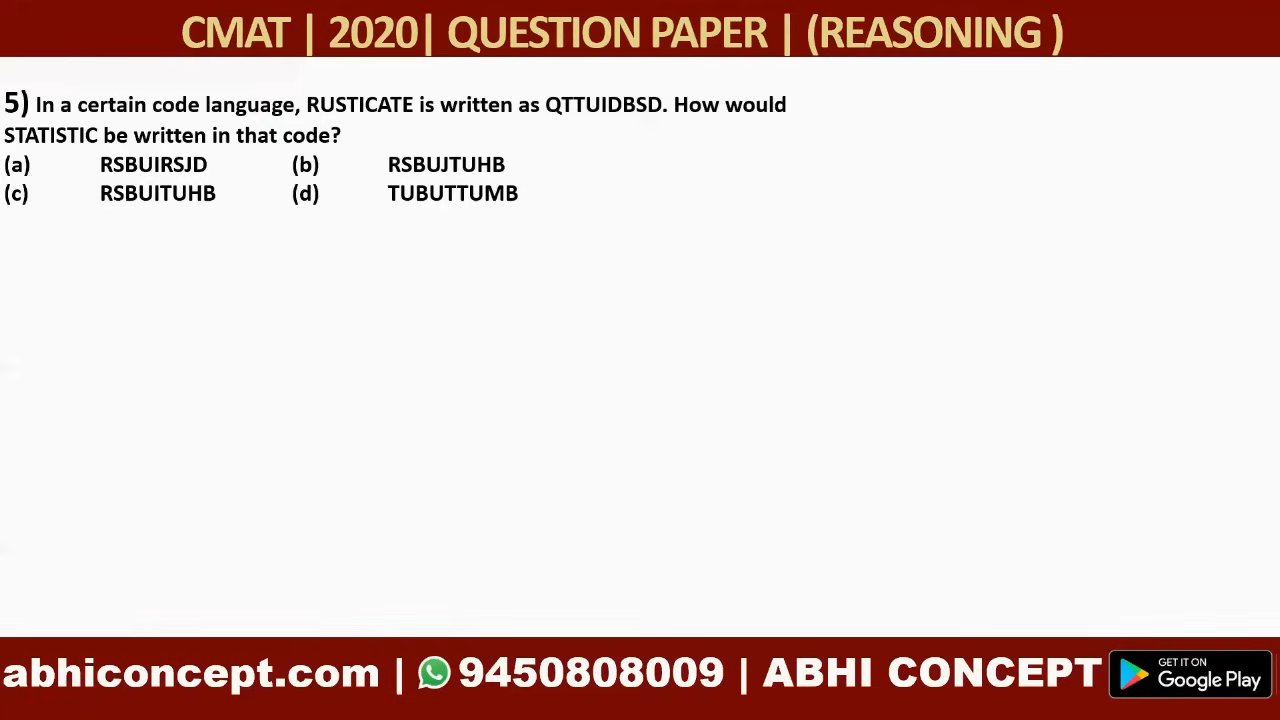 CMAT | 2020| QUESTION PAPER | (REASONING )
5) In a certain code language, RUSTICATE is written as QTTUIDBSD. How would
STATISTIC be written in that code?
(a) RSBUIRSJD (b) RSBUJTUHB
(c) RSBUITUHB (d) TUBUTTUMB
abhiconcept.com | 9450808009 | ABHI CONCEPT
GET IT ON
Google Play